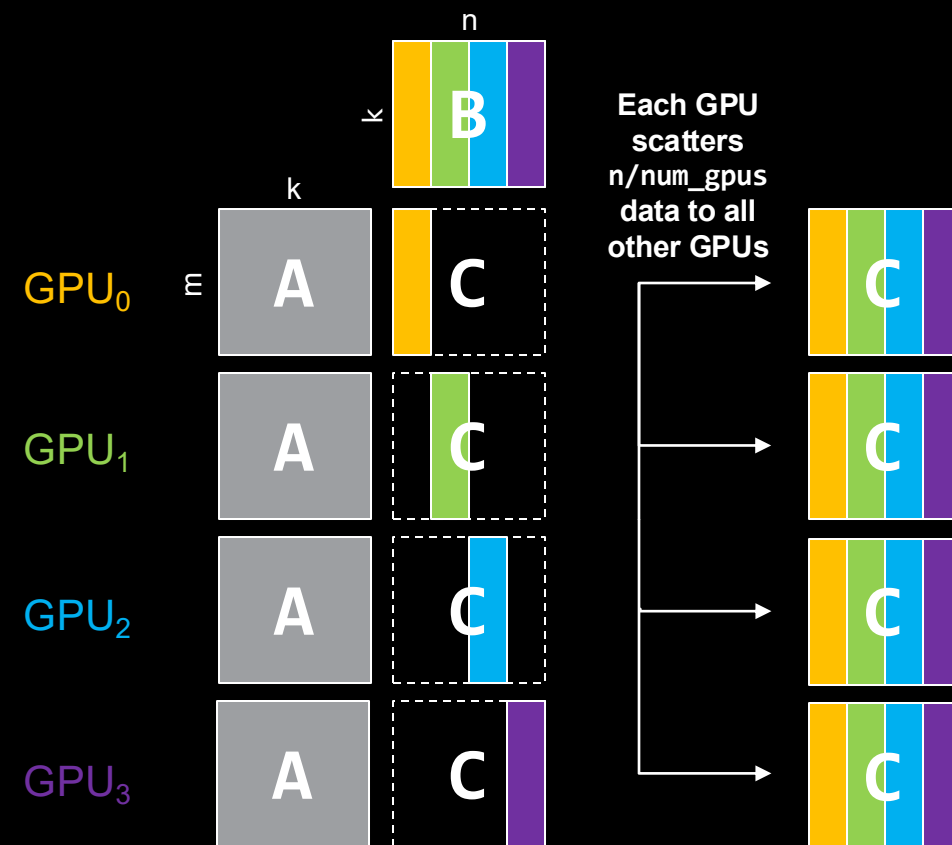 n
k
B
Each GPU
scatters
n/num_gpus
data to all
other GPUs
k
GPU0
m
A
C
C
GPU1
A
C
C
GPU2
A
C
C
GPU3
A
C
C